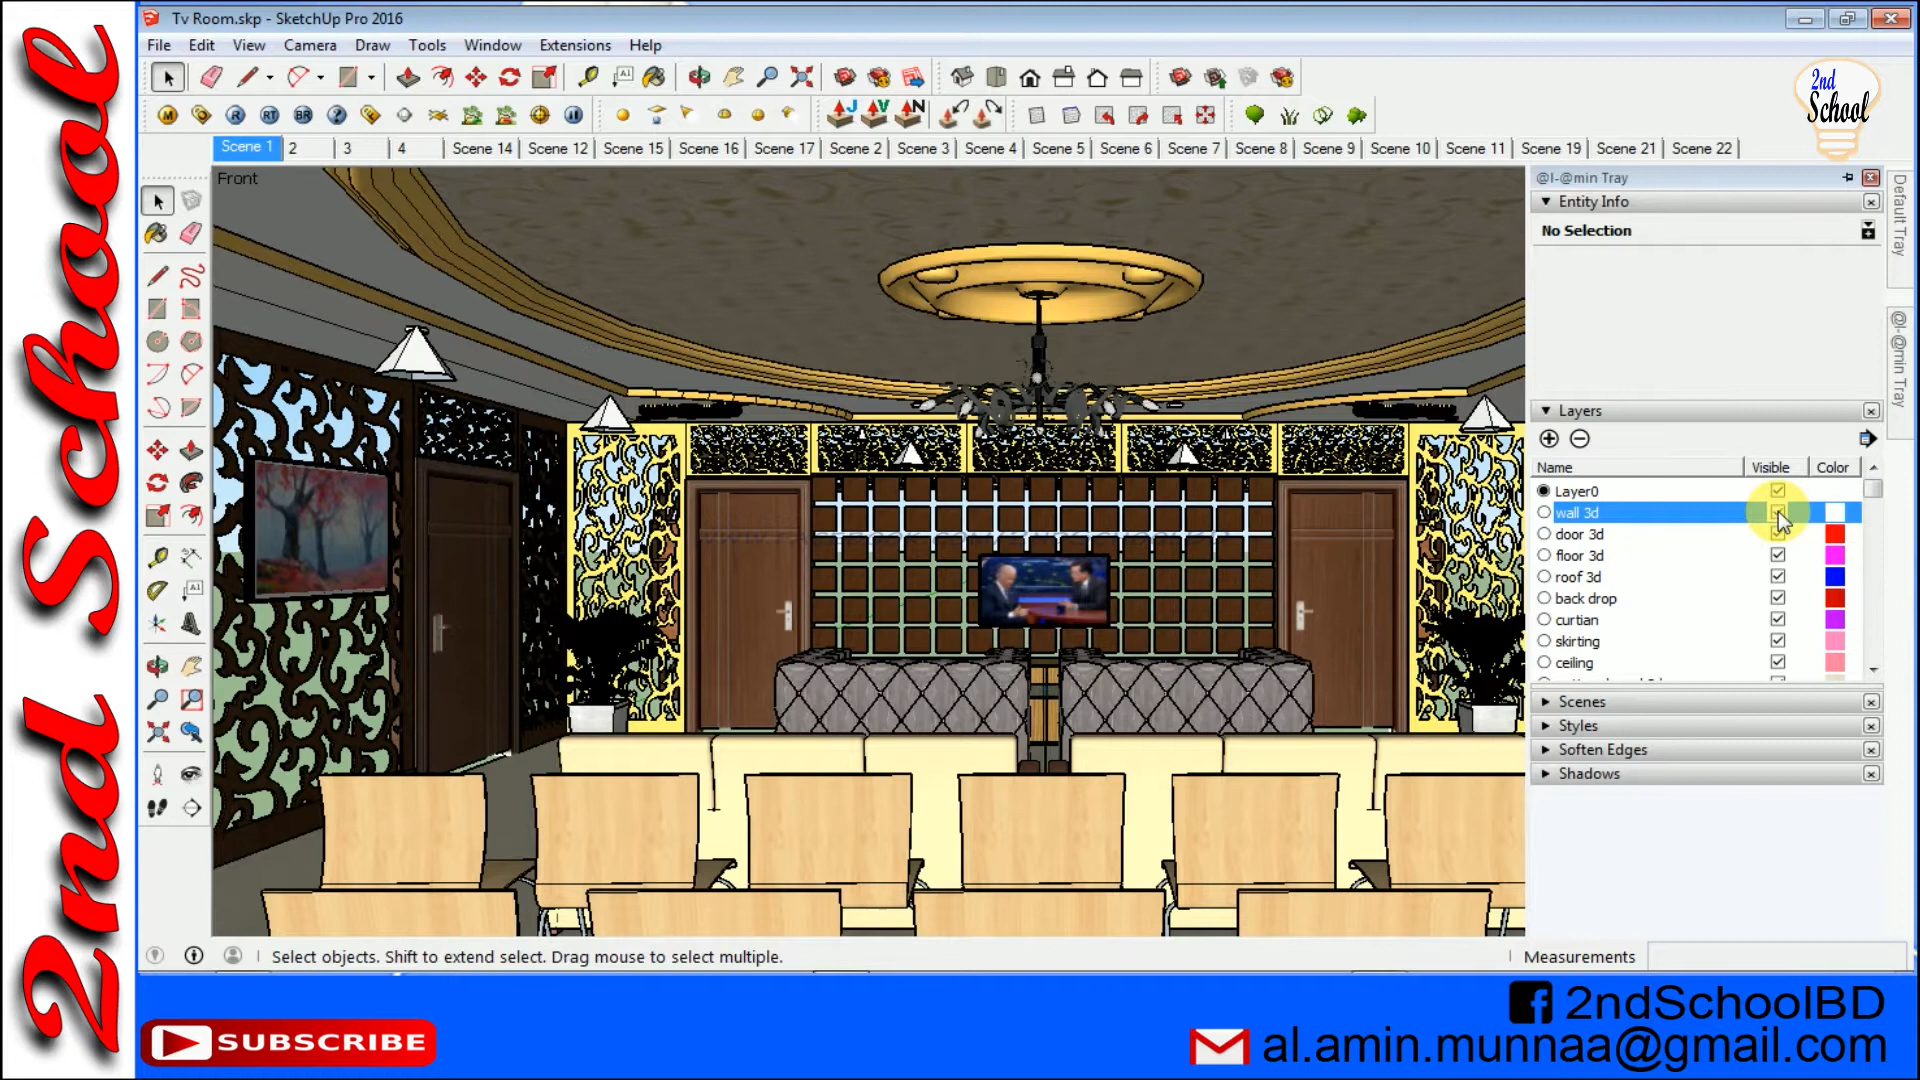 2nd School
Tv Room.skp - SketchUp Pro 2016
File Edit View Camera Draw Tools Window Extensions Help
A1
2nd
School
M R RT BR ? J V N
Scene 1 2 3 4 Scene 14 Scene 12 Scene 15 Scene 16 Scene 17 Scene 2 Scene 3 Scene 4 Scene 5 Scene 6 Scene 7 Scene 8 Scene 9 Scene 10 Scene 11 Scene 19 Scene 21 Scene 22
Front
@l-@min Tray
Default Tray
@l-@min Tray
Entity Info
No Selection
Layers
Name Visible Color
Layer0
wall 3d
door 3d
floor 3d
roof 3d
back drop
curtian
skirting
ceiling
Scenes
Styles
Soften Edges
Shadows
A1
Select objects. Shift to extend select. Drag mouse to select multiple.
Measurements
SUBSCRIBE
2ndSchoolBD
al.amin.munnaa@gmail.com